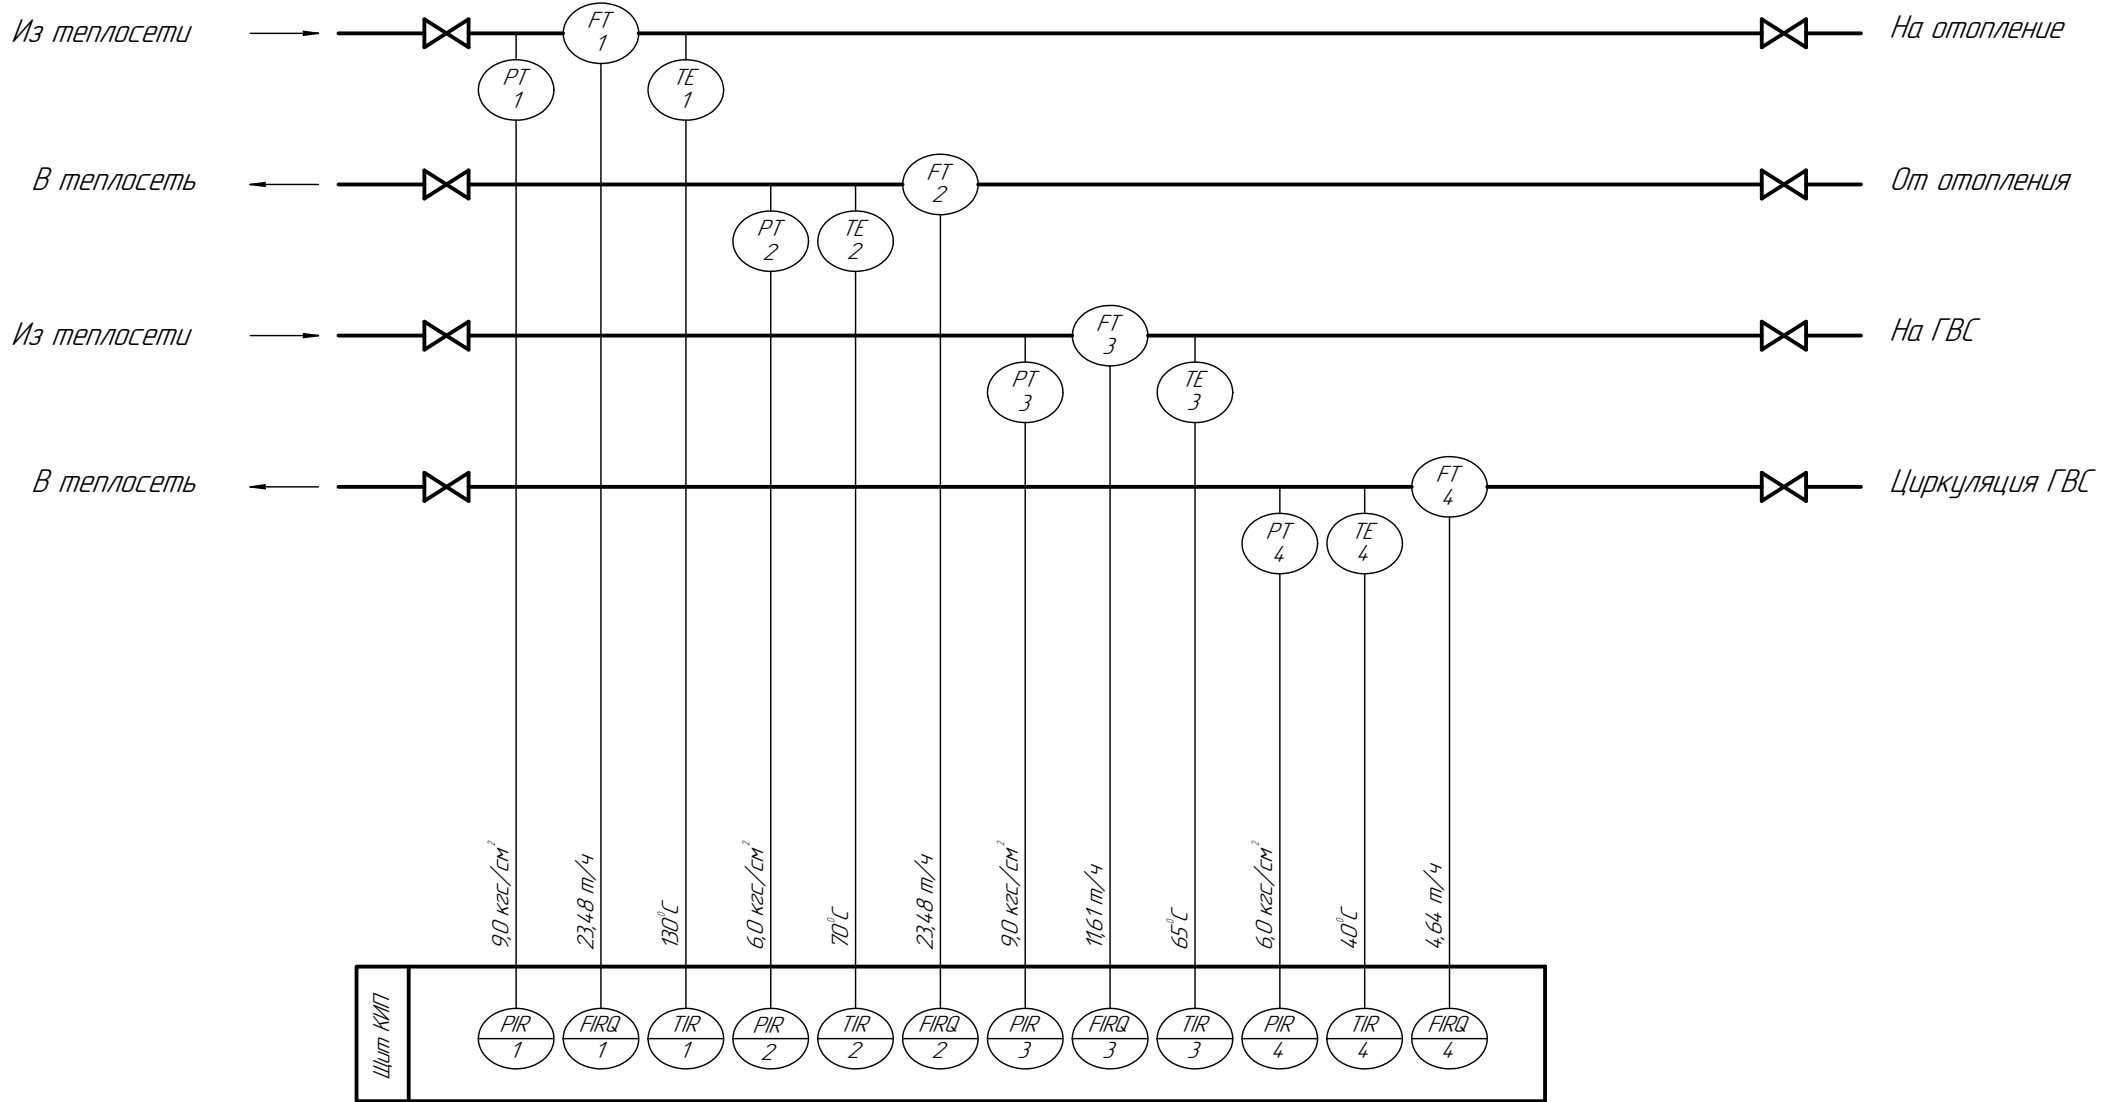 Из теплосети
FT
1
На отопление
PT
1
TE
1
В теплосеть
FT
2
От отопления
PT
2
TE
2
Из теплосети
FT
3
На ГВС
PT
3
TE
3
В теплосеть
FT
4
Циркуляция ГВС
PT
4
TE
4
9,0 кгс/см²
23,48 т/ч
130⁰С
6,0 кгс/см²
70⁰С
23,48 т/ч
9,0 кгс/см²
11,61 т/ч
65⁰С
6,0 кгс/см²
40⁰С
4,64 т/ч
Щит КИП
PIR
1
FIRQ
1
TIR
1
PIR
2
TIR
2
FIRQ
2
PIR
3
FIRQ
3
TIR
3
PIR
4
TIR
4
FIRQ
4